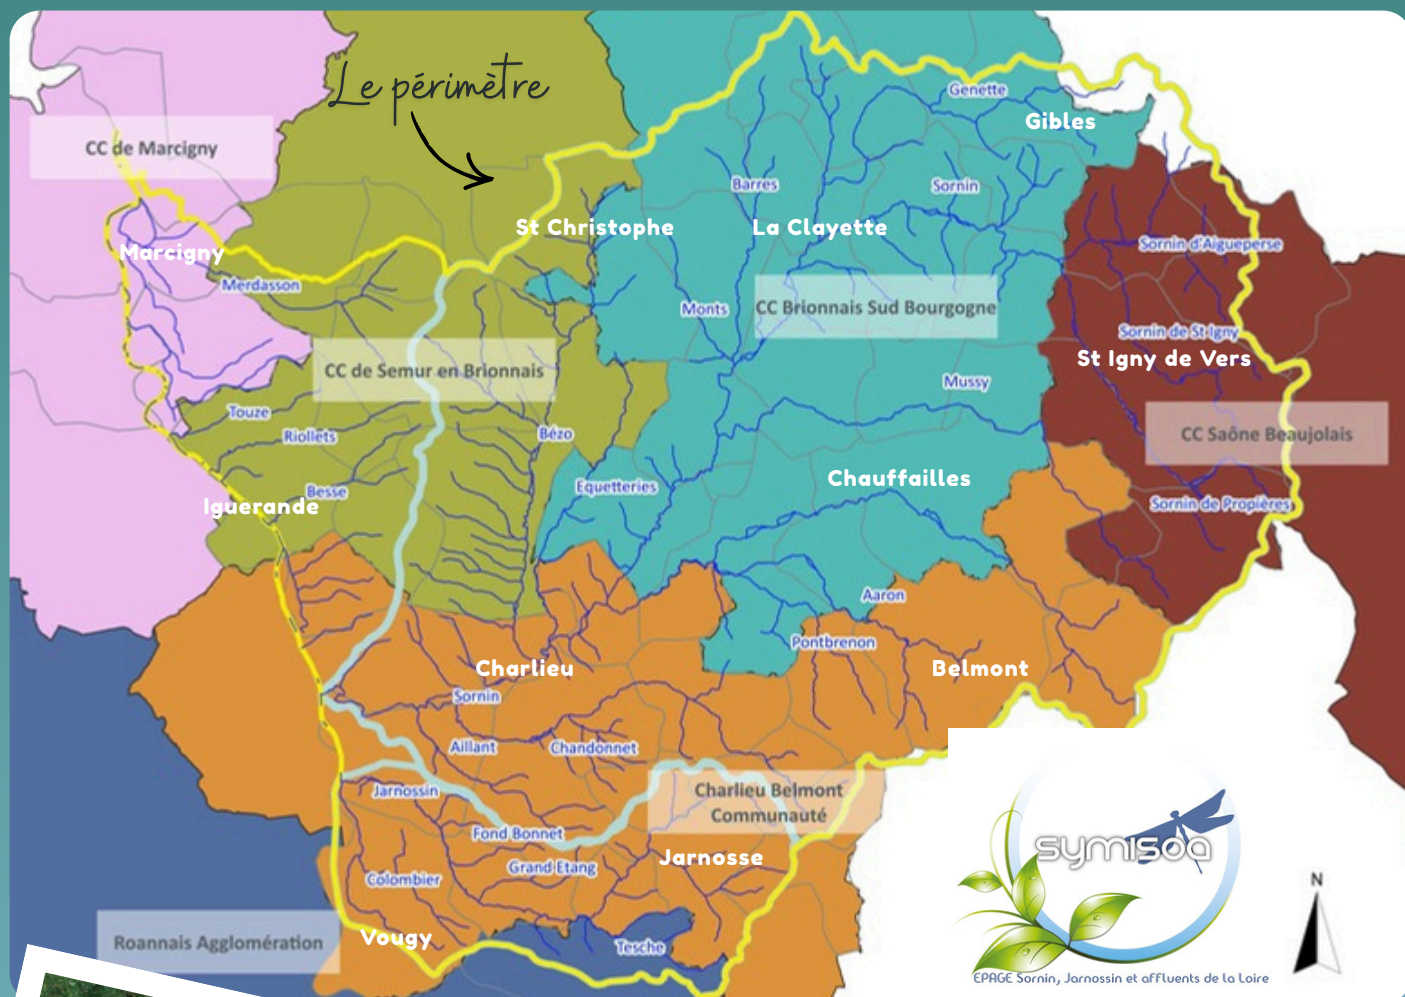 Le périmètre
Genette
Gibles
CC de Marcigny
Barres
Sornin
St Christophe
La Clayette
Sornin d'Aigueperse
Marcigny
Merdasson
Monts
CC Brionnais Sud Bourgogne
Sornin de St Igny
St Igny de Vers
CC de Semur en Brionnais
Mussy
Touze
Riollets
Bézo
CC Saône Beaujolais
Chauffailles
Equetteries
Besse
Iguerande
Sornin de Propières
Aaron
Pontbrenon
Charlieu
Belmont
Sornin
Aillant
Chandonnet
Jarnossin
Charlieu Belmont
Communauté
Fond Bonnet
Grand Etang
Jarnosse
Colombier
symisoa
N
Vougy
Roannais Agglomération
Tesche
EPAGE Sornin, Jarnossin et affluents de la Loire